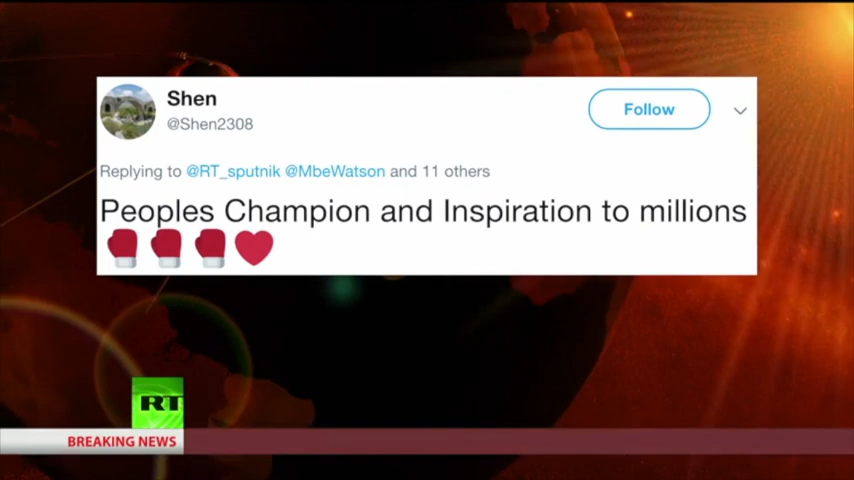 Shen
@Shen2308
Follow
Replying to @RT_sputnik @MbeWatson and 11 others
Peoples Champion and Inspiration to millions
🥊🥊🥊❤️
RT
BREAKING NEWS